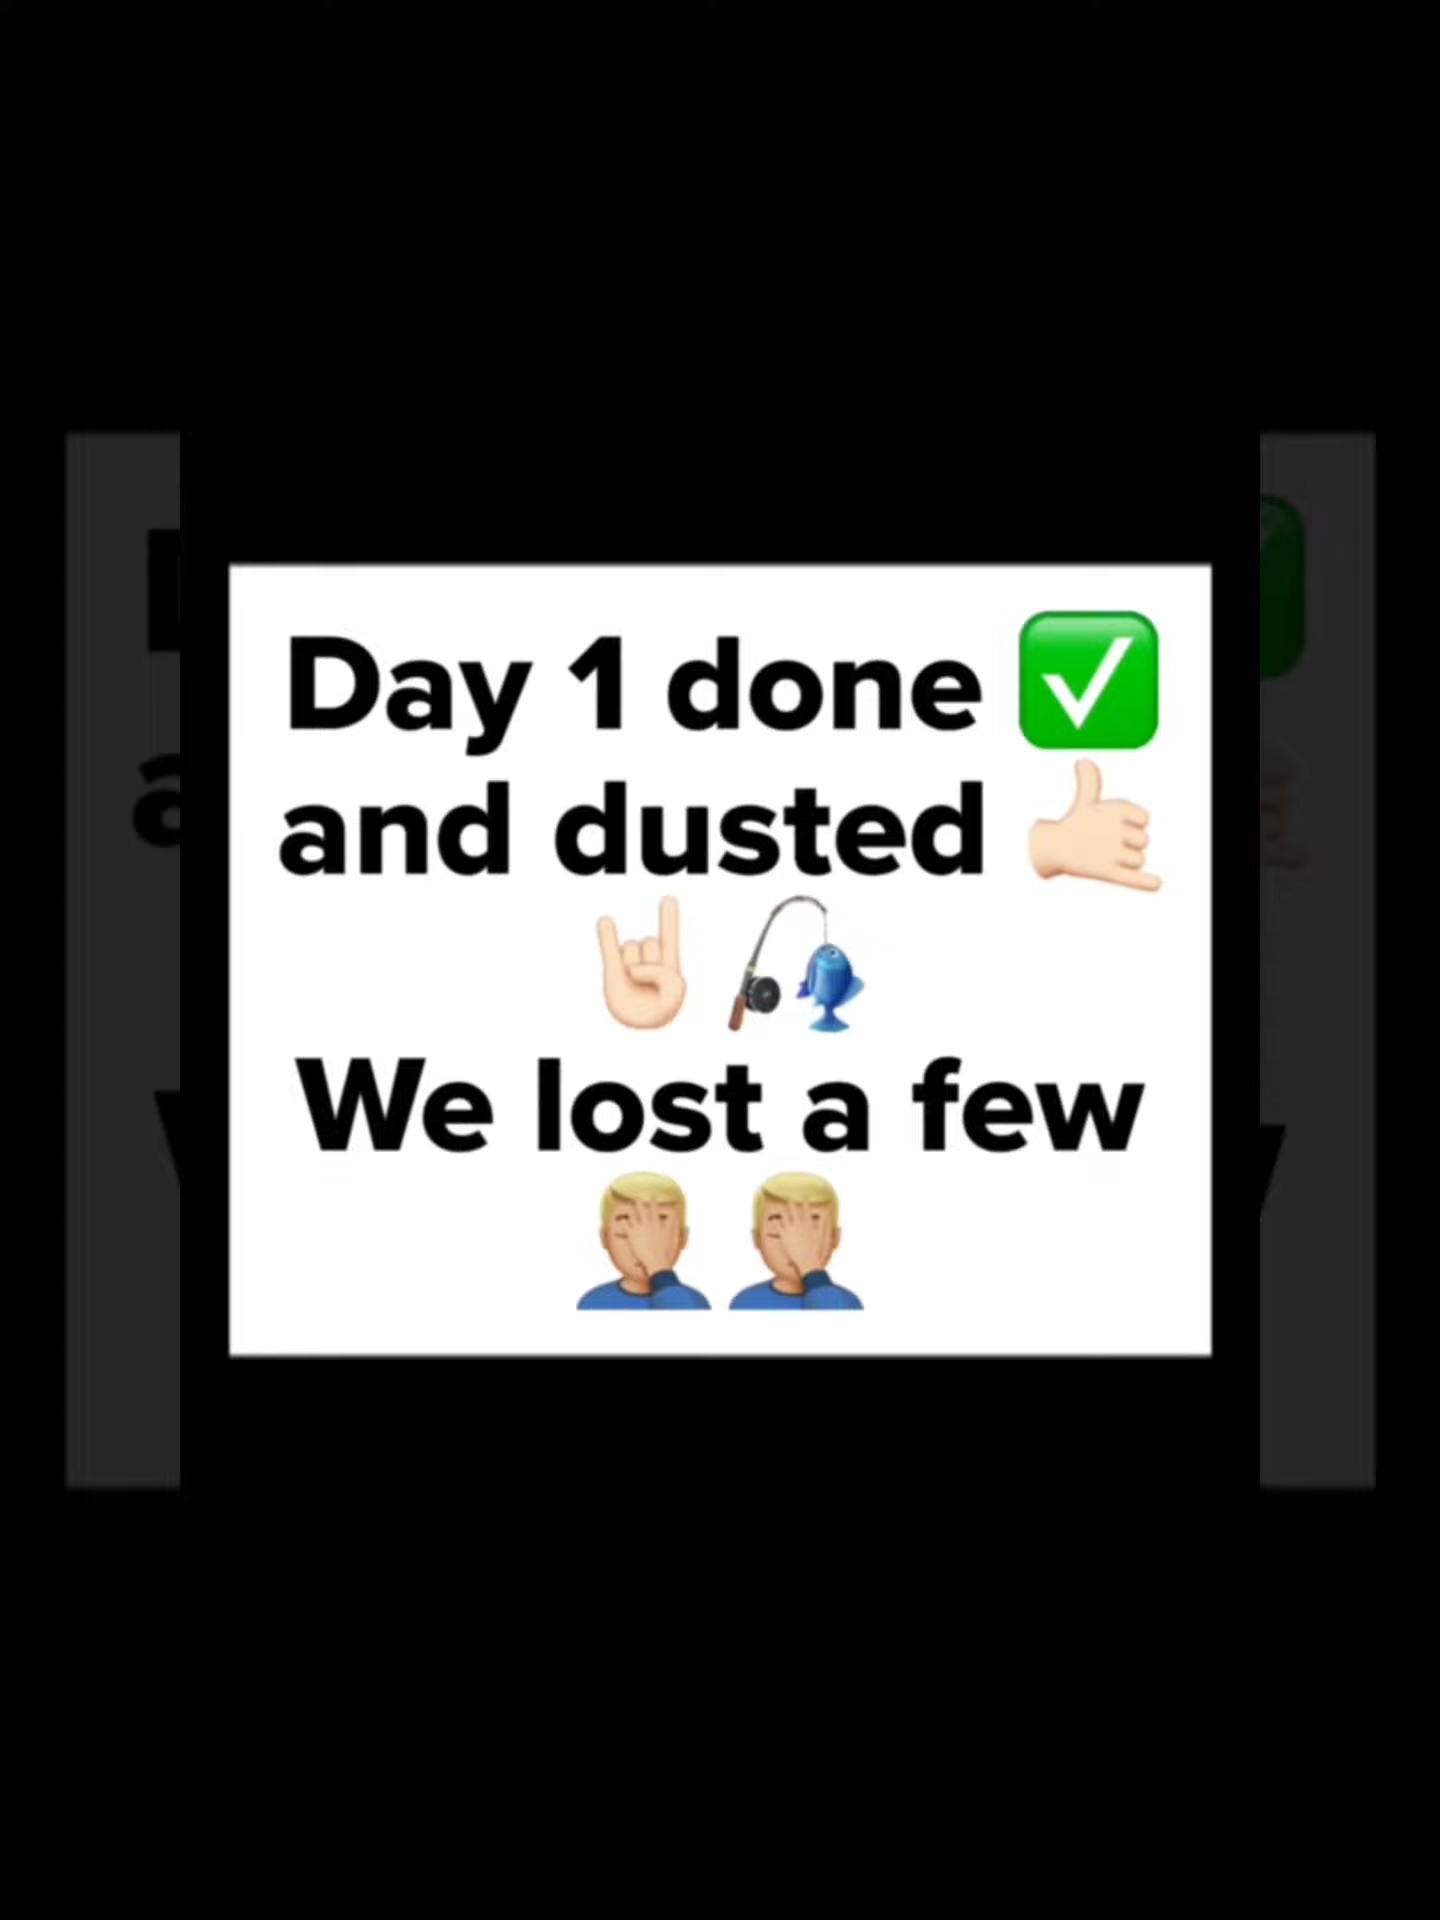 Day 1 done ✅
and dusted 🤙🏻
🤘🏻 🎣
We lost a few
🤦🏼‍♂️ 🤦🏼‍♂️